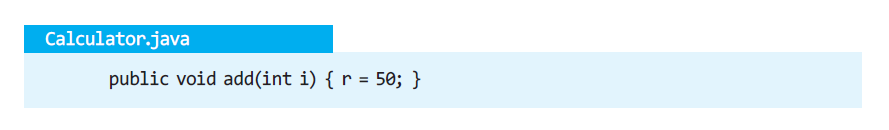 Calculator.java
public void add(int i) { r = 50; }